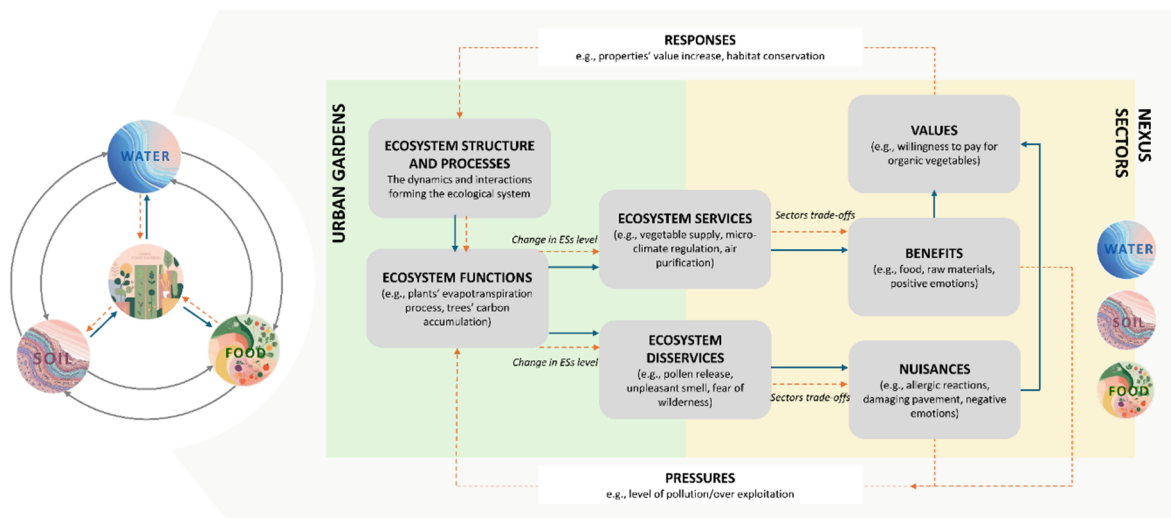 RESPONSES
e.g., properties' value increase, habitat conservation
URBAN GARDENS
NEXUS
SECTORS
WATER
SOIL
FOOD
ECOSYSTEM STRUCTURE
AND PROCESSES
The dynamics and interactions
forming the ecological system
ECOSYSTEM FUNCTIONS
(e.g., plants' evapotranspiration
process, trees' carbon
accumulation)
Change in ESs level
Change in ESs level
ECOSYSTEM SERVICES
(e.g., vegetable supply, micro-
climate regulation, air
purification)
ECOSYSTEM
DISSERVICES
(e.g., pollen release,
unpleasant smell, fear of
wilderness)
Sectors trade-offs
Sectors trade-offs
VALUES
(e.g., willingness to pay for
organic vegetables)
BENEFITS
(e.g., food, raw materials,
positive emotions)
NUISANCES
(e.g., allergic reactions,
damaging pavement, negative
emotions)
WATER
SOIL
FOOD
PRESSURES
e.g., level of pollution/over exploitation